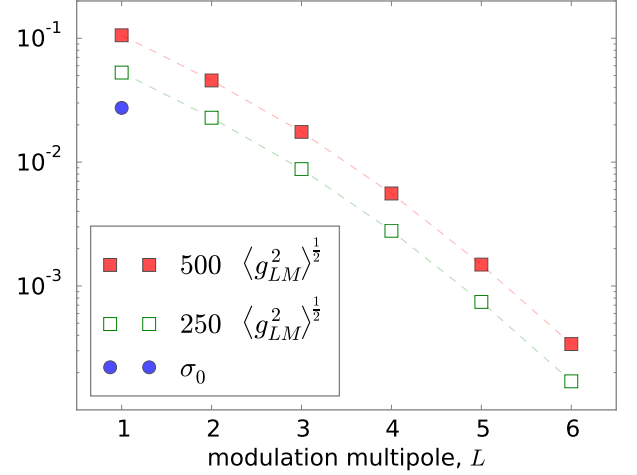 10⁻¹
10⁻²
10⁻³
500 ⟨g²_LM⟩^½
250 ⟨g²_LM⟩^½
σ₀
1 2 3 4 5 6
modulation multipole, L